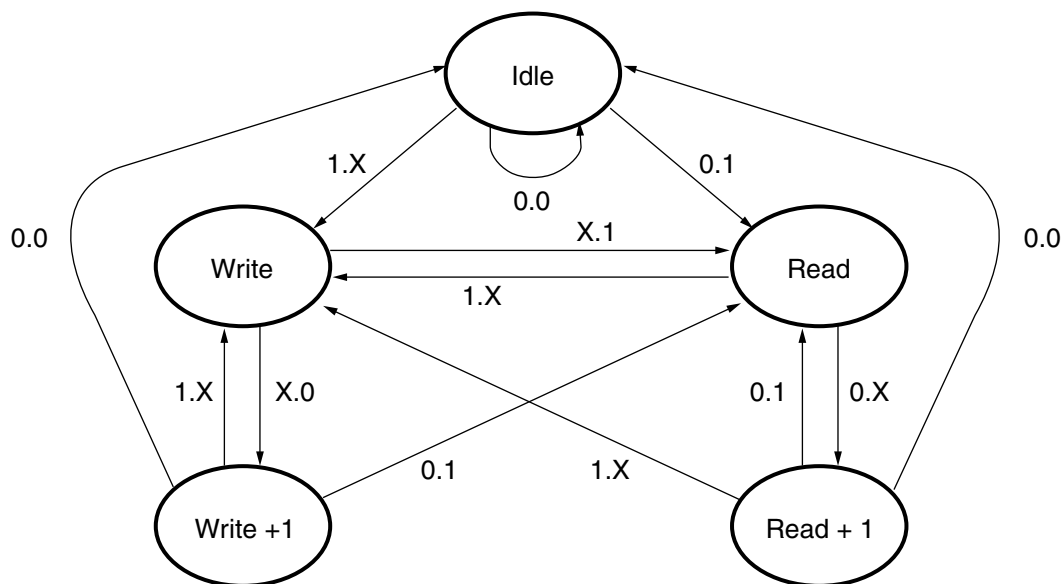 Idle
1.X
0.1
0.0
0.0
0.0
X.1
Write
Read
1.X
1.X
X.0
0.1
0.X
0.1
1.X
Write +1
Read + 1